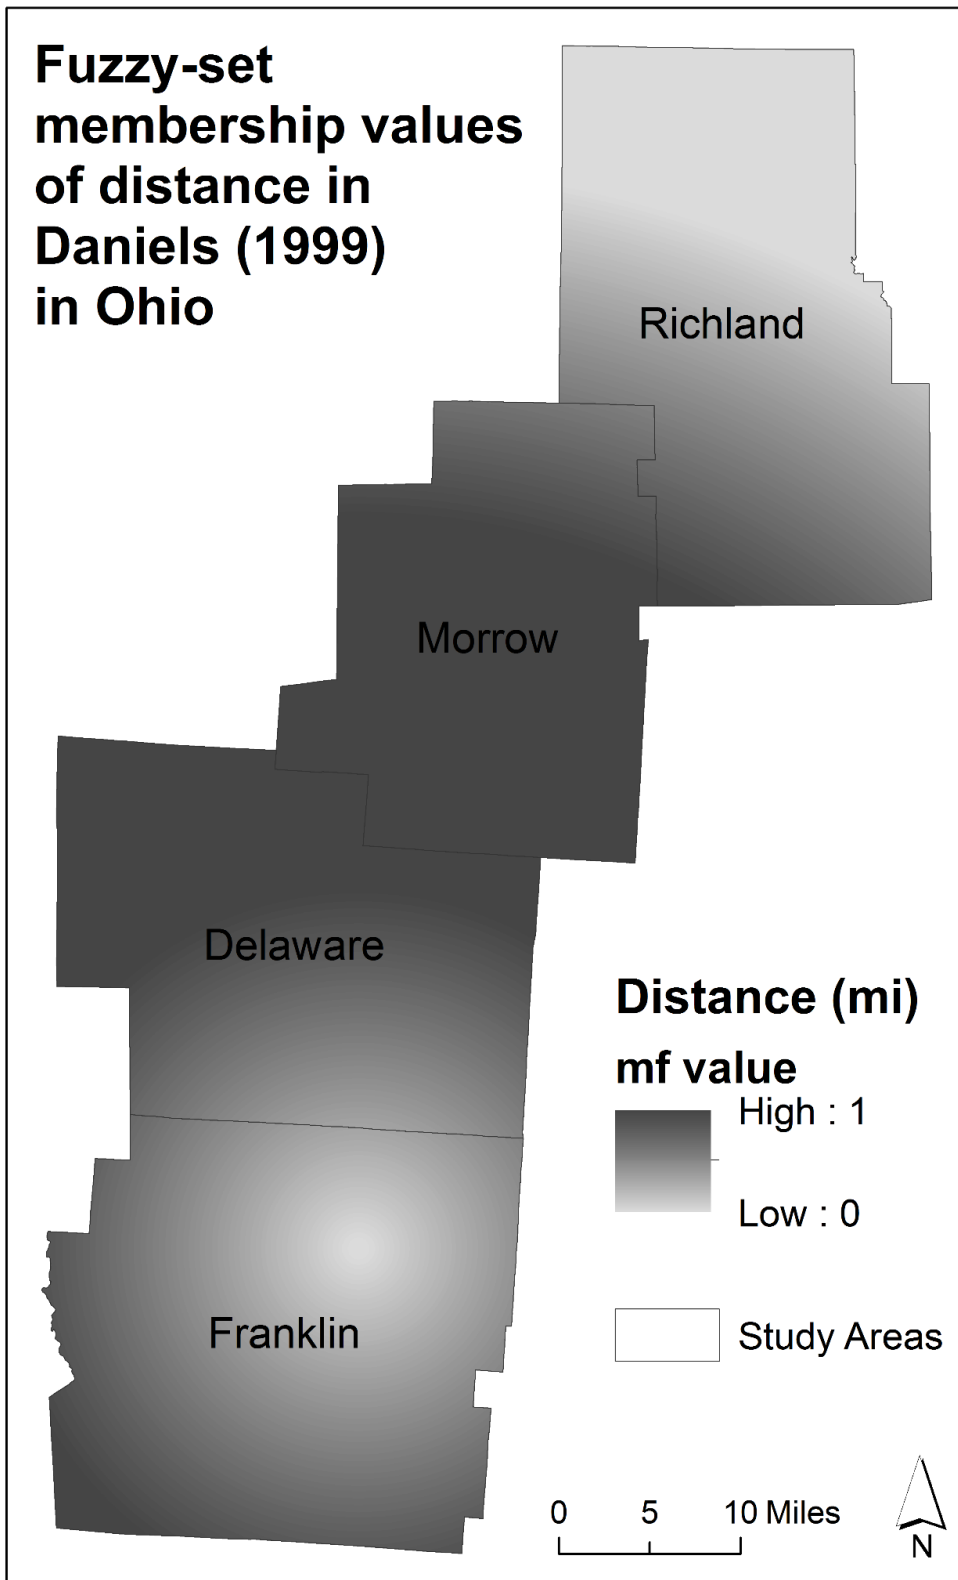 Fuzzy-set
membership values
of distance in
Daniels (1999)
in Ohio
Richland
Morrow
Delaware
Franklin
Distance (mi)
mf value
High : 1
Low : 0
Study Areas
0 5 10 Miles
N